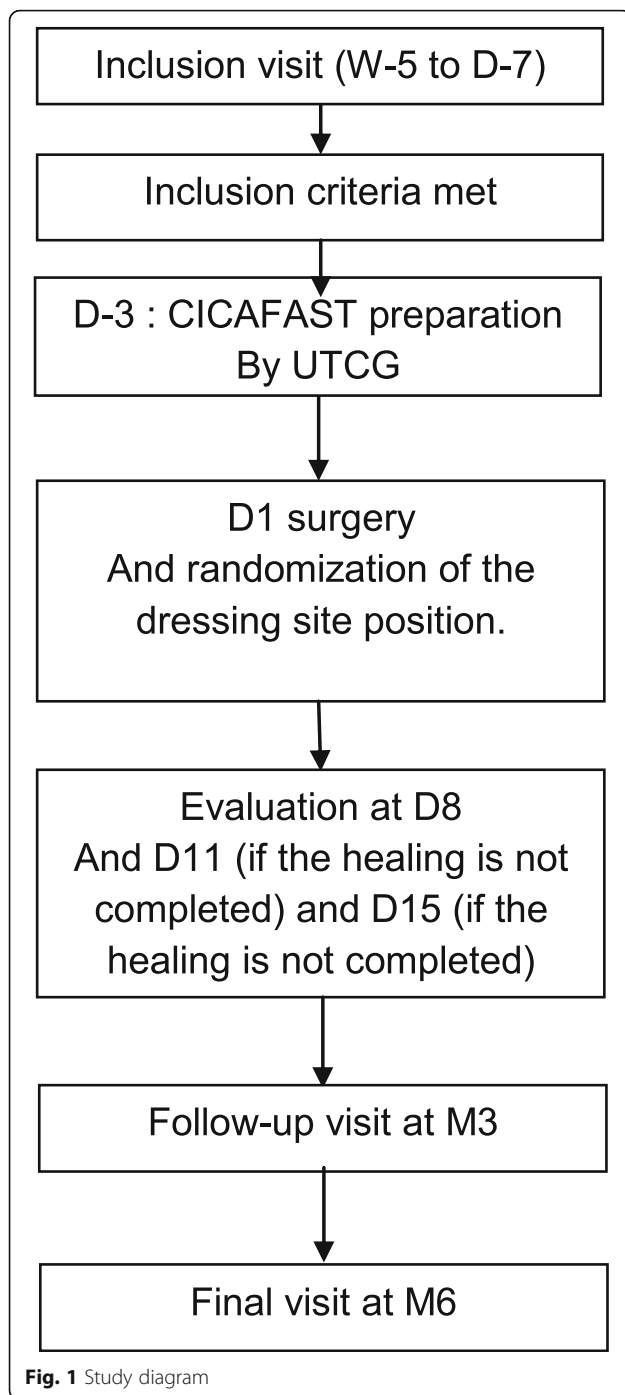 Inclusion visit (W-5 to D-7)
Inclusion criteria met
D-3 : CICAFAST preparation
By UTCG
D1 surgery
And randomization of the
dressing site position.
Evaluation at D8
And D11 (if the healing is not
completed) and D15 (if the
healing is not completed)
Follow-up visit at M3
Final visit at M6
Fig. 1 Study diagram